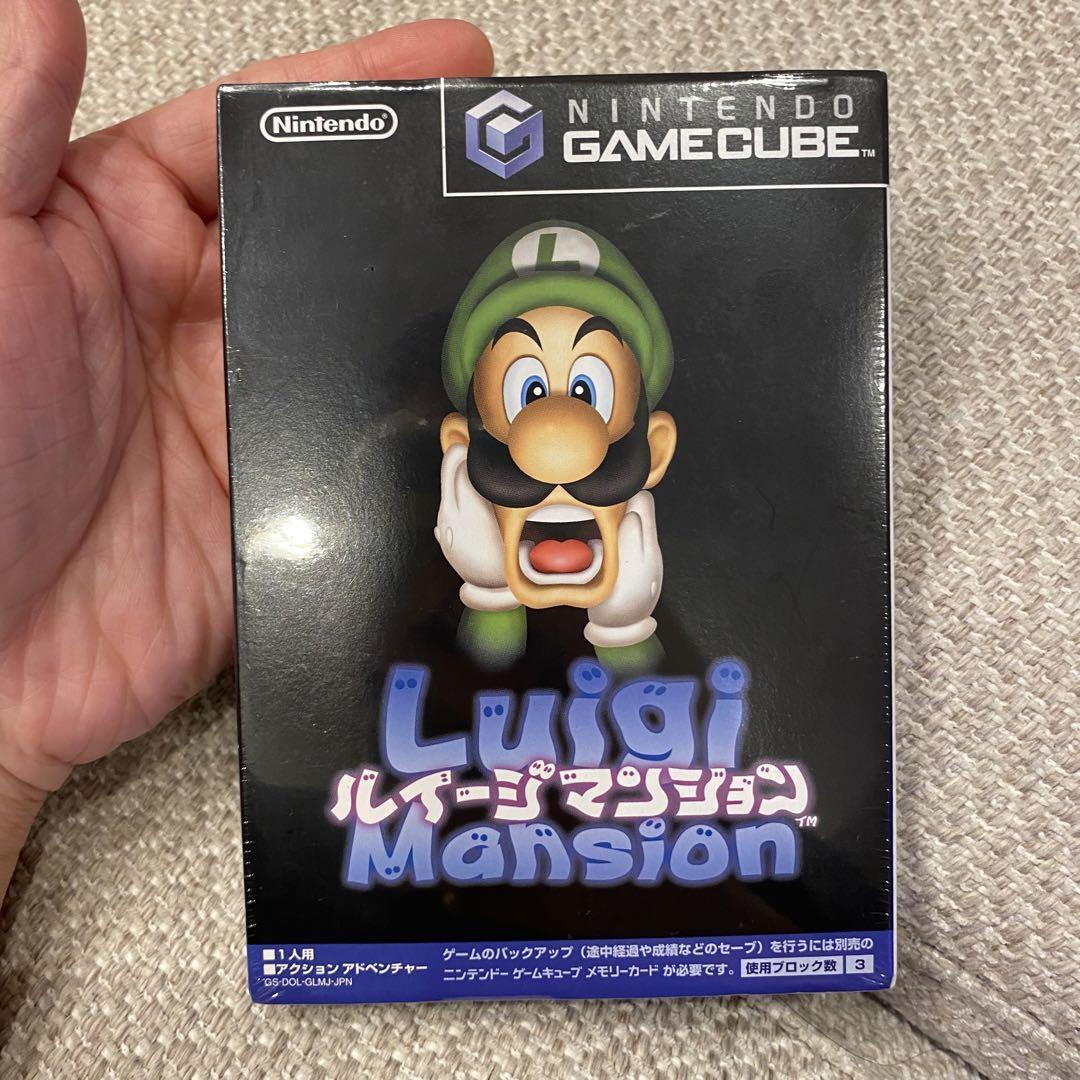 Nintendo
NINTENDO
GAMECUBE™
L
Luigi
ルイージマンション™
Mansion
■1人用
■アクション アドベンチャー
GS-DOL-GLMJ-JPN
ゲームのバックアップ（途中経過や成績などのセーブ）を行うには別売の
ニンテンドー ゲームキューブ メモリーカード が必要です。 使用ブロック数 3